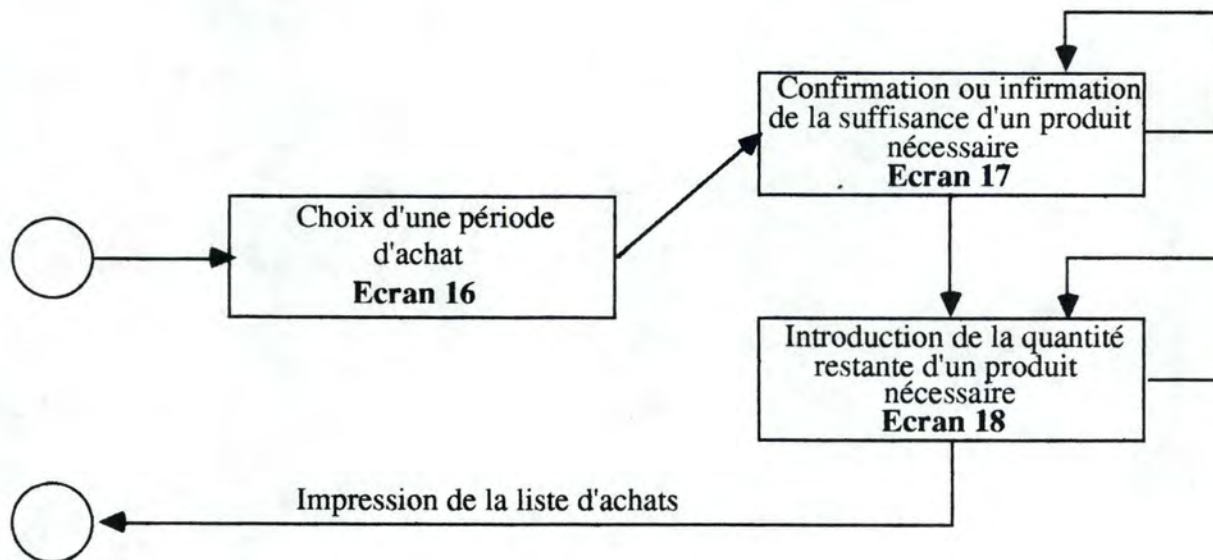 Confirmation ou infirmation
de la suffisance d'un produit
nécessaire
Ecran 17
Choix d'une période
d'achat
Ecran 16
Introduction de la quantité
restante d'un produit
nécessaire
Ecran 18
Impression de la liste d'achats